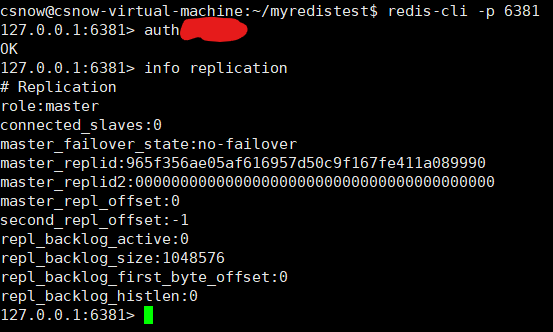 csnow@csnow-virtual-machine:~/myredistest$ redis-cli -p 6381
127.0.0.1:6381> auth
OK
127.0.0.1:6381> info replication
# Replication
role:master
connected_slaves:0
master_failover_state:no-failover
master_replid:965f356ae05af616957d50c9f167fe411a089990
master_replid2:0000000000000000000000000000000000000000
master_repl_offset:0
second_repl_offset:-1
repl_backlog_active:0
repl_backlog_size:1048576
repl_backlog_first_byte_offset:0
repl_backlog_histlen:0
127.0.0.1:6381>